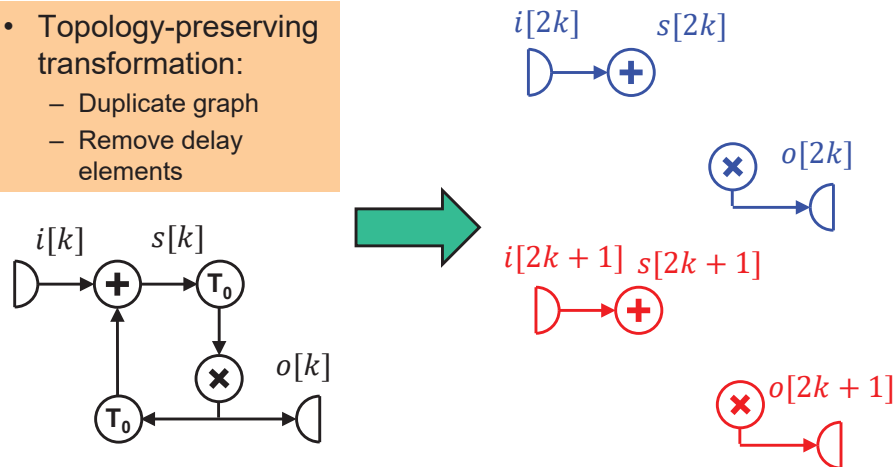 • Topology-preserving
transformation:
– Duplicate graph
– Remove delay
elements
i[k] s[k]
+ T₀
×
o[k]
T₀
i[2k] s[2k]
+
×
o[2k]
i[2k + 1] s[2k + 1]
+
×
o[2k + 1]